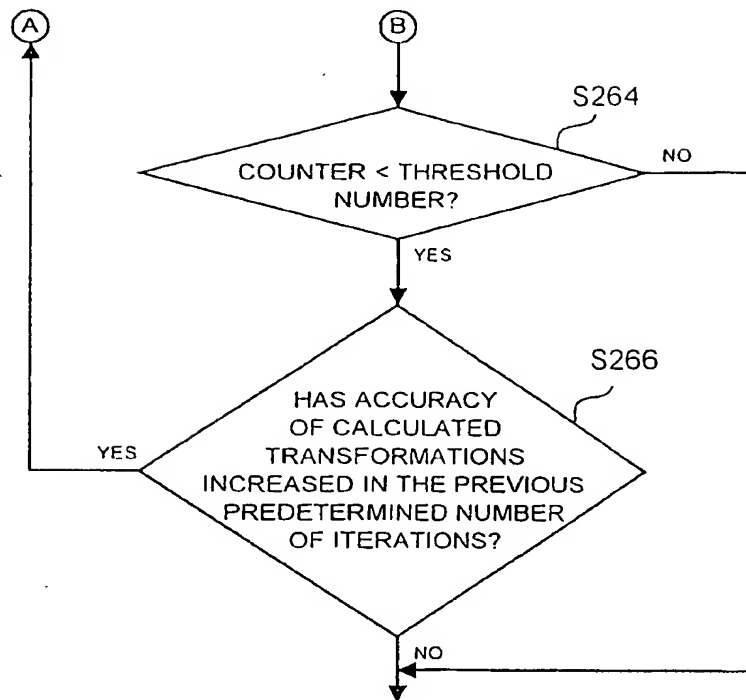 A
B
S264
COUNTER < THRESHOLD
NUMBER?
NO
YES
S266
HAS ACCURACY
OF CALCULATED
TRANSFORMATIONS
INCREASED IN THE PREVIOUS
PREDETERMINED NUMBER
OF ITERATIONS?
YES
NO